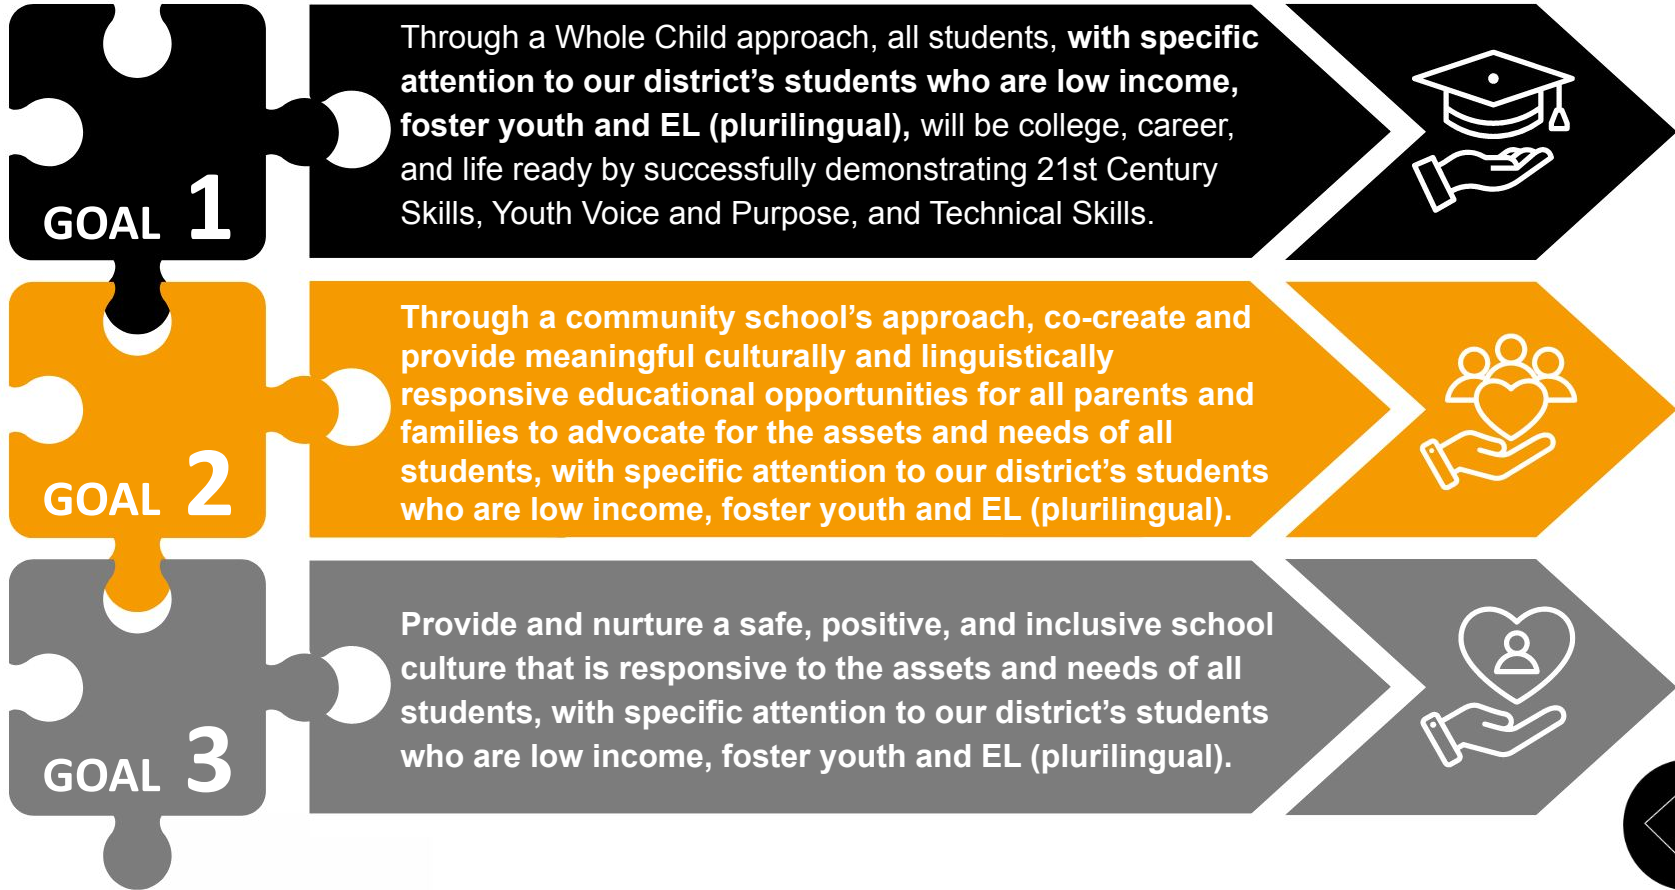 GOAL 1
Through a Whole Child approach, all students, with specific
attention to our district’s students who are low income,
foster youth and EL (plurilingual), will be college, career,
and life ready by successfully demonstrating 21st Century
Skills, Youth Voice and Purpose, and Technical Skills.
GOAL 2
Through a community school’s approach, co-create and
provide meaningful culturally and linguistically
responsive educational opportunities for all parents and
families to advocate for the assets and needs of all
students, with specific attention to our district’s students
who are low income, foster youth and EL (plurilingual).
GOAL 3
Provide and nurture a safe, positive, and inclusive school
culture that is responsive to the assets and needs of all
students, with specific attention to our district’s students
who are low income, foster youth and EL (plurilingual).